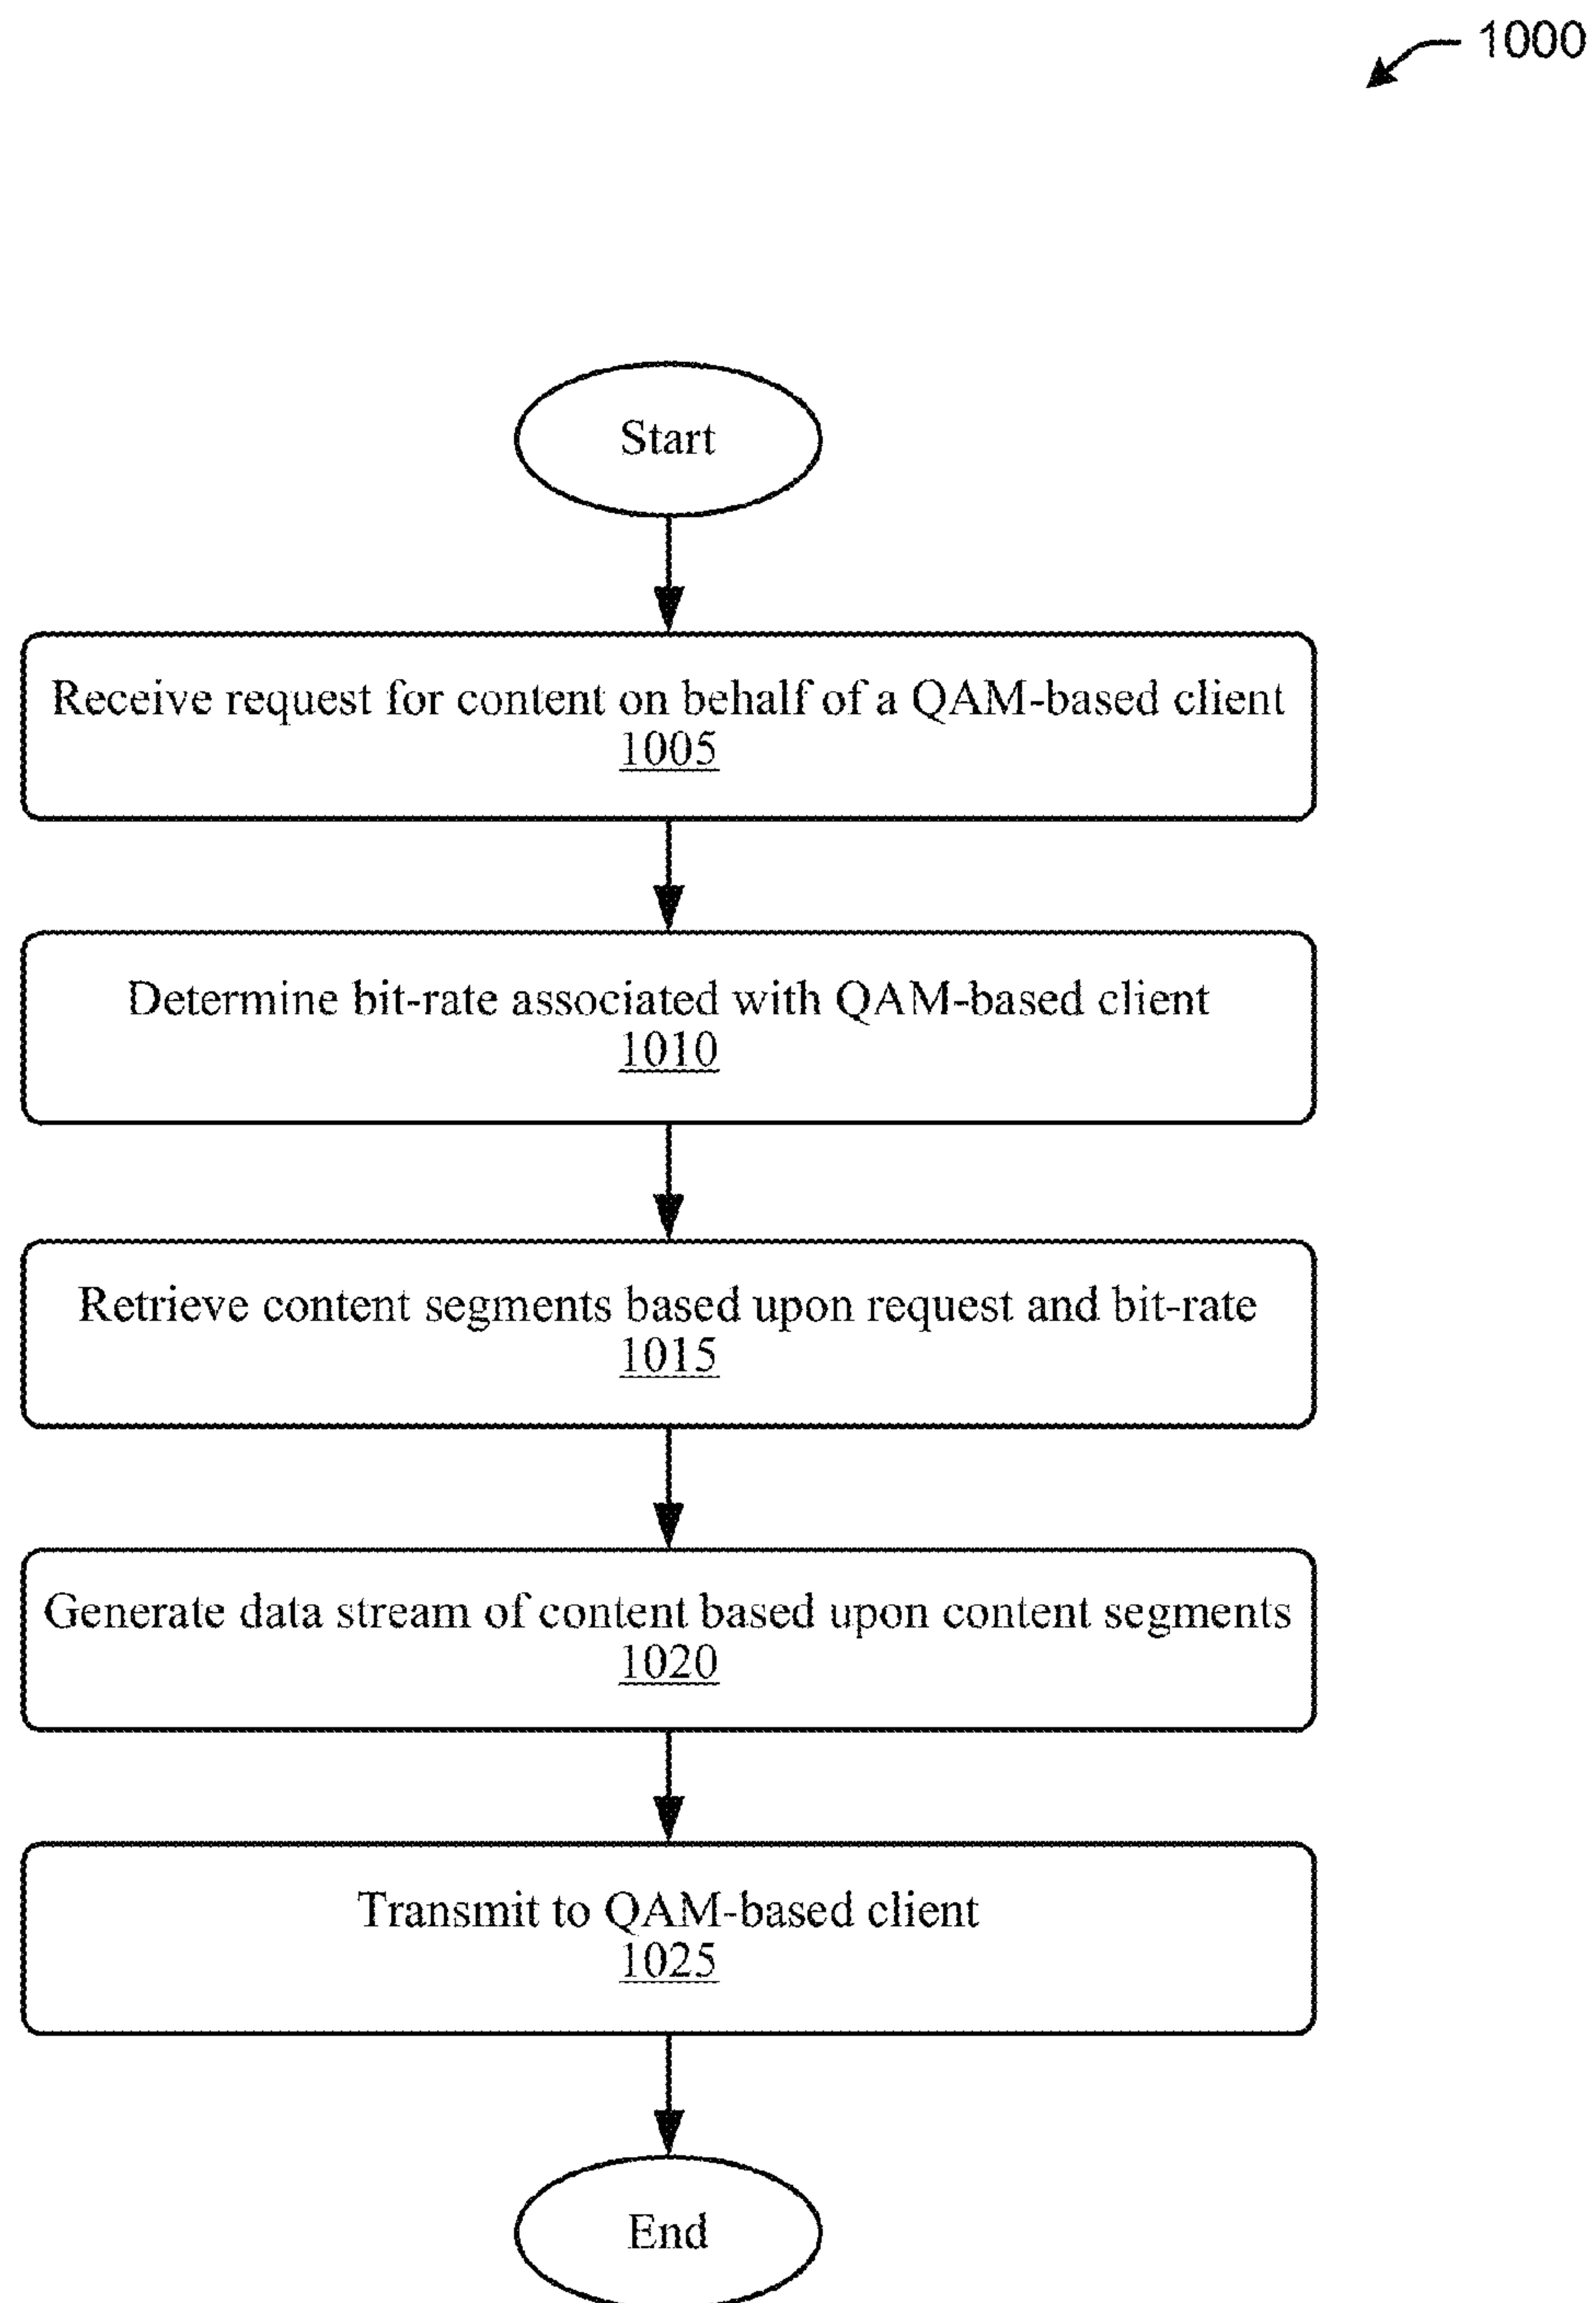 1000
Start
Receive request for content on behalf of a QAM-based client
1005
Determine bit-rate associated with QAM-based client
1010
Retrieve content segments based upon request and bit-rate
1015
Generate data stream of content based upon content segments
1020
Transmit to QAM-based client
1025
End